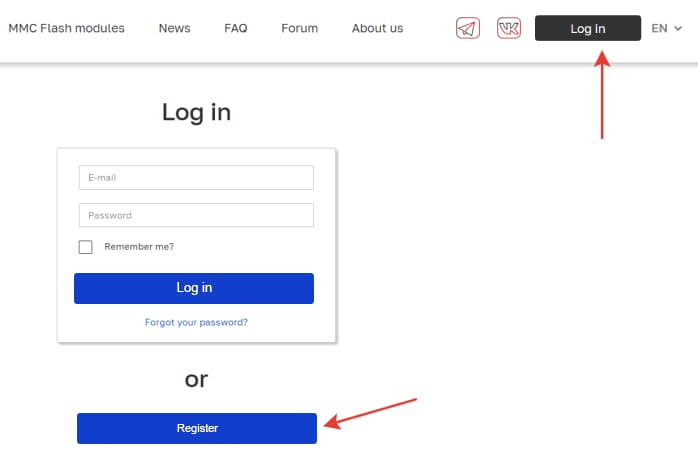 MMC Flash modules News FAQ Forum About us Log in EN
Log in
E-mail
Password
Remember me?
Log in
Forgot your password?
or
Register